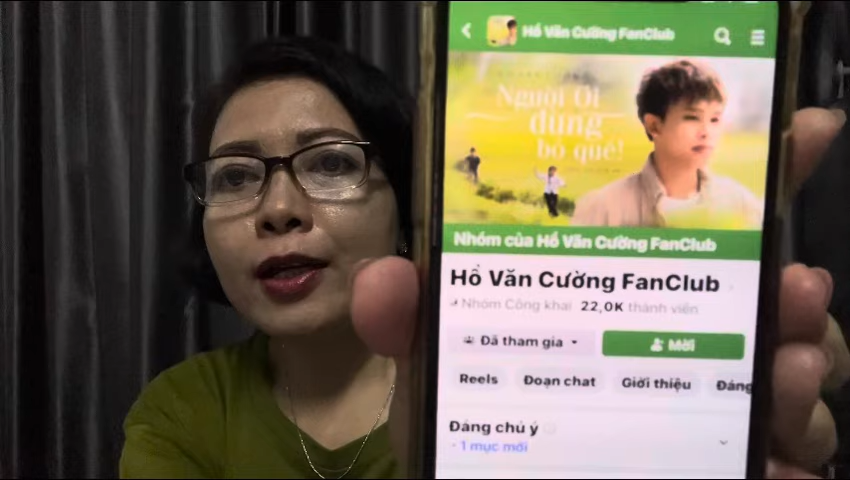 Hồ Văn Cường FanClub
Người Ơi
đừng
bỏ quê!
Nhóm của Hồ Văn Cường FanClub
Hồ Văn Cường FanClub
Nhóm Công khai 22,0K thành viên
Đã tham gia
Mời
Reels Đoạn chat Giới thiệu Đáng
Đáng chú ý
1 mục mới